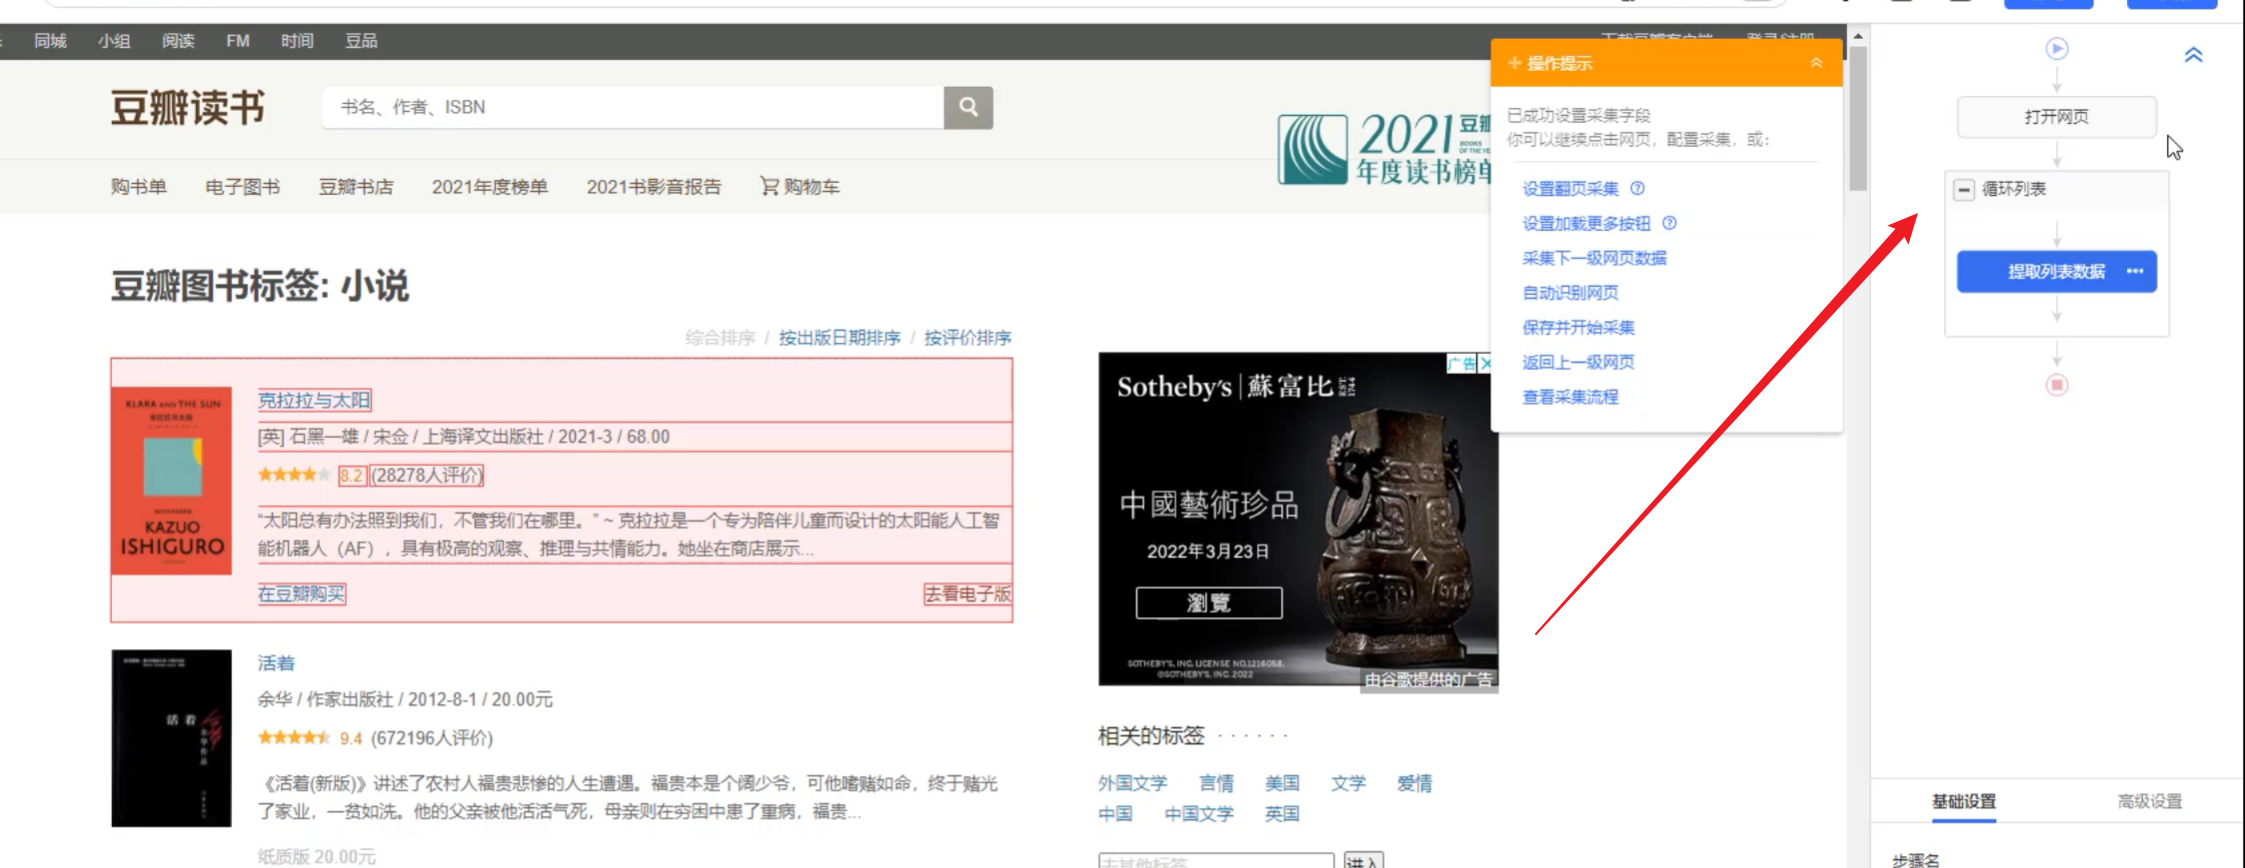 同城 小组 阅读 FM 时间 豆品
豆瓣读书
书名、作者、ISBN
2021
年度读书榜单
购书单 电子图书 豆瓣书店 2021年度榜单 2021书影音报告 购物车
豆瓣图书标签: 小说
综合排序 / 按出版日期排序 / 按评价排序
KLARA AND THE SUN
KAZUO
ISHIGURO
克拉拉与太阳
[英] 石黑一雄 / 宋佥 / 上海译文出版社 / 2021-3 / 68.00
8.2 (28278人评价)
“太阳总有办法照到我们，不管我们在哪里。” ~ 克拉拉是一个专为陪伴儿童而设计的太阳能人工智
能机器人（AF），具有极高的观察、推理与共情能力。她坐在商店展示...
在豆瓣购买 去看电子版
活着
活着
余华 / 作家出版社 / 2012-8-1 / 20.00元
9.4 (672196人评价)
《活着(新版)》讲述了农村人福贵悲惨的人生遭遇。福贵本是个阔少爷，可他嗜赌如命，终于赌光
了家业，一贫如洗。他的父亲被他活活气死，母亲则在穷困中患了重病，福贵...
纸质版 20.00元
广告
Sotheby's 蘇富比 EST. 1744
中國藝術珍品
2022年3月23日
瀏覽
SOTHEBY'S, INC. LICENSE NO.1216058.
©SOTHEBY'S, INC. 2022
由谷歌提供的广告
相关的标签 · · · · · ·
外国文学 言情 美国 文学 爱情
中国 中国文学 英国
去其他标签 进入
下载豆瓣客户端 登录/注册
操作提示
已成功设置采集字段
你可以继续点击网页，配置采集，或：
设置翻页采集
设置加载更多按钮
采集下一级网页数据
自动识别网页
保存并开始采集
返回上一级网页
查看采集流程
打开网页
循环列表
提取列表数据 ···
基础设置 高级设置
步骤名